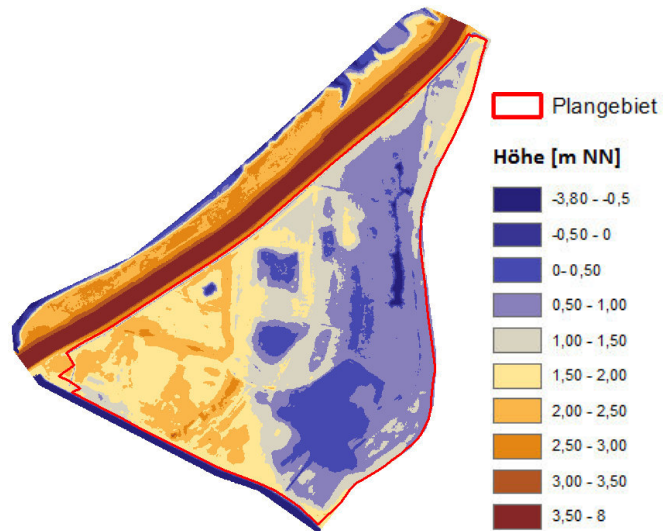 Plangebiet
Höhe [m NN]
-3,80 - -0,5
-0,50 - 0
0- 0,50
0,50 - 1,00
1,00 - 1,50
1,50 - 2,00
2,00 - 2,50
2,50 - 3,00
3,00 - 3,50
3,50 - 8